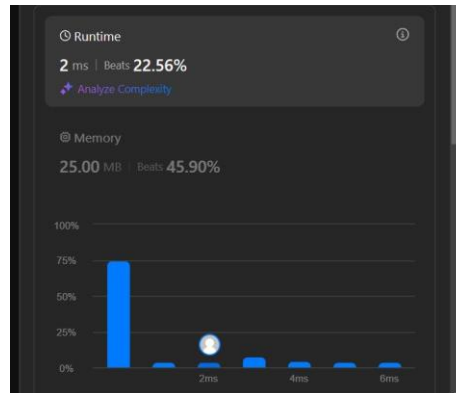 Runtime
2 ms | Beats 22.56%
Analyze Complexity
Memory
25.00 MB | Beats 45.90%
100%
75%
50%
25%
0%
2ms 4ms 6ms